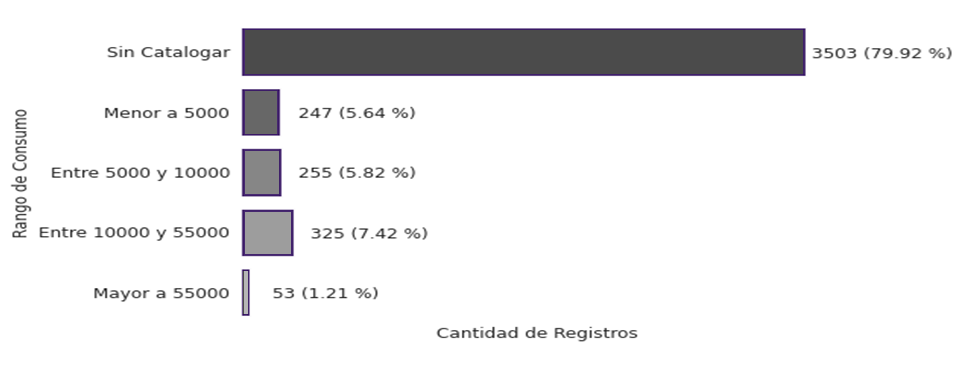 Rango de Consumo
Sin Catalogar 3503 (79.92 %)
Menor a 5000 247 (5.64 %)
Entre 5000 y 10000 255 (5.82 %)
Entre 10000 y 55000 325 (7.42 %)
Mayor a 55000 53 (1.21 %)
Cantidad de Registros